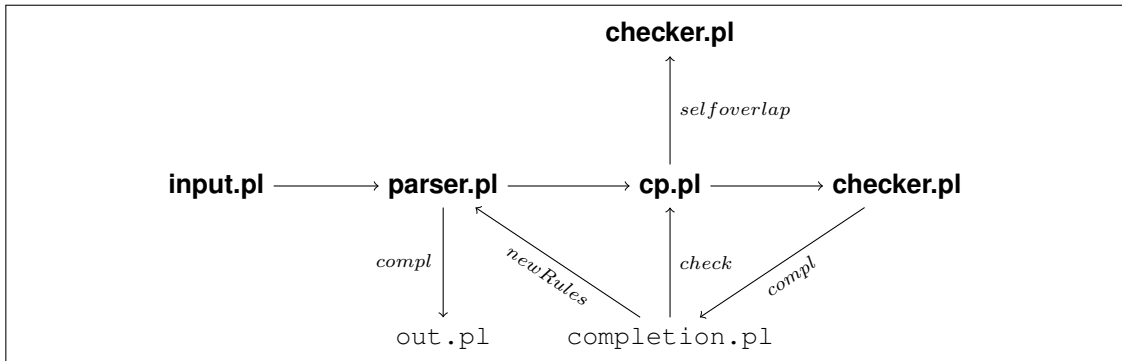 checker.pl
selfoverlap
input.pl parser.pl cp.pl checker.pl
compl newRules check compl
out.pl completion.pl